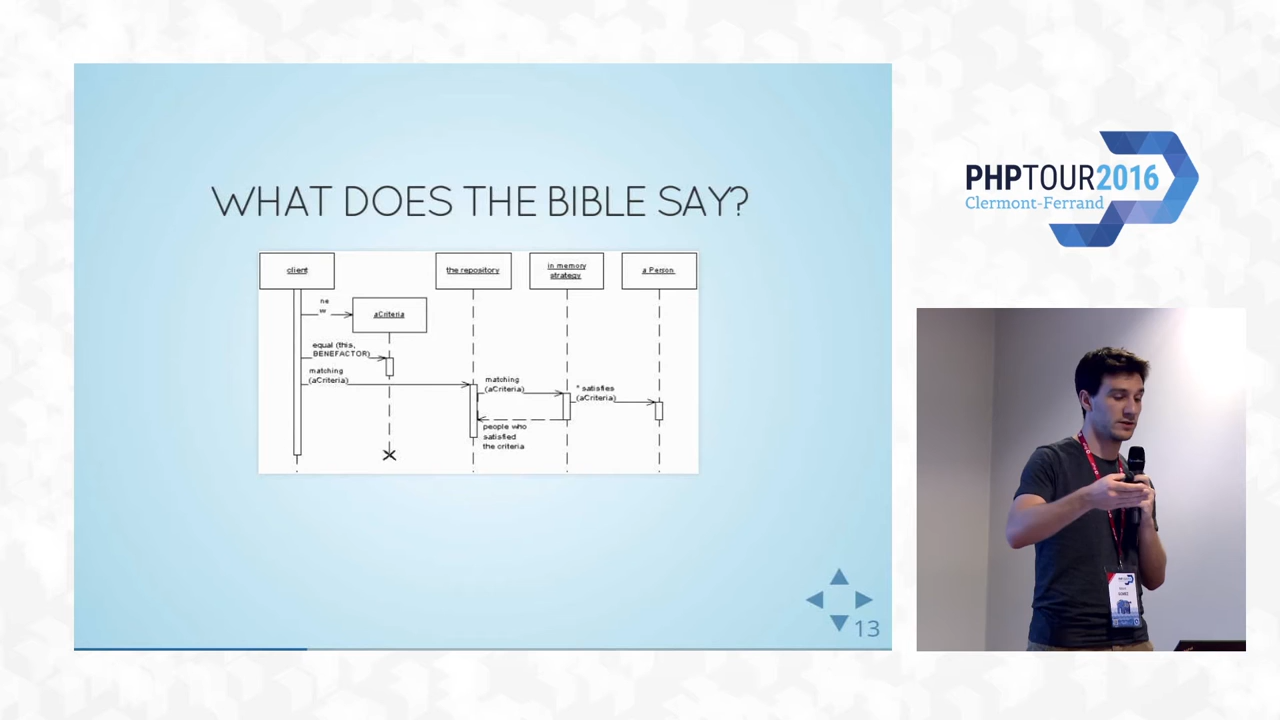 WHAT DOES THE BIBLE SAY?
client
the repository
in memory
strategy
a Person
ne
w
aCriteria
equal (this,
BENEFACTOR)
matching
(aCriteria)
matching
(aCriteria)
* satisfies
(aCriteria)
people who
satisfied
the criteria
13
PHPTOUR2016
Clermont-Ferrand